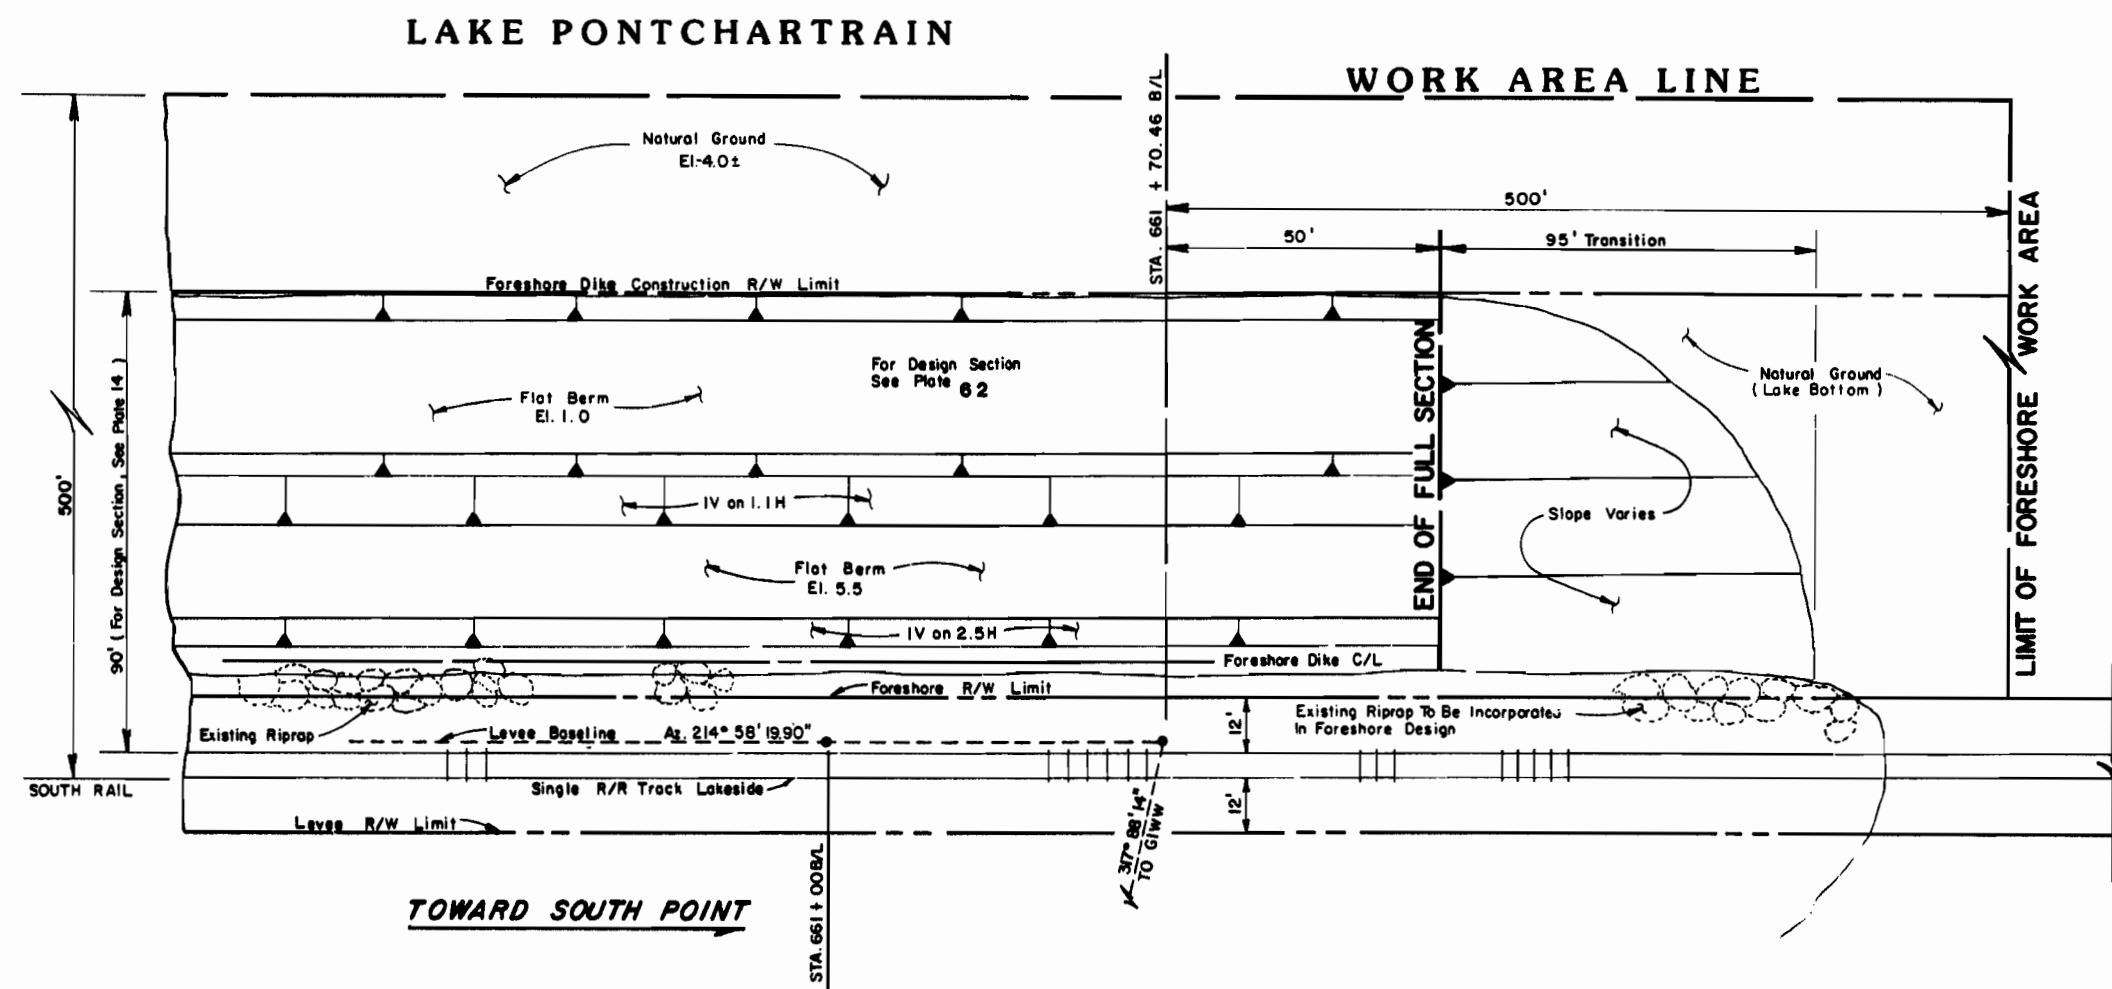 LAKE PONTCHARTRAIN
WORK AREA LINE
Natural Ground
El.-4.0±
STA. 661 + 70.46 B/L
500'
50'
95' Transition
Foreshore Dike Construction R/W Limit
For Design Section
See Plate 62
Flat Berm
El. 1.0
Natural Ground
(Lake Bottom)
LIMIT OF FORESHORE WORK AREA
END OF FULL SECTION
500'
90' (For Design Section, See Plate 14)
1V on 1.1H
Slope Varies
Flat Berm
El. 5.5
1V on 2.5H
Foreshore Dike C/L
Foreshore R/W Limit
Existing Riprap
Levee Baseline Az. 214° 58' 19.90"
12'
Existing Riprap To Be Incorporated
In Foreshore Design
SOUTH RAIL
Single R/R Track Lakeside
12'
Levee R/W Limit
317° 88' 14"
TO GIWW
STA. 661 + 00 B/L
TOWARD SOUTH POINT